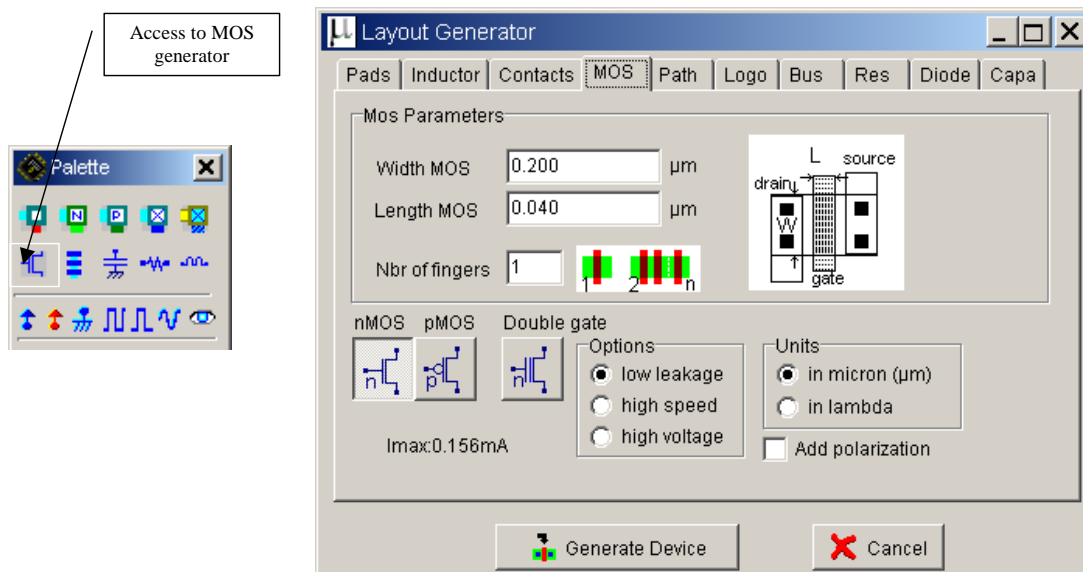 Access to MOS
generator
Palette
N
P
Layout Generator
Pads Inductor Contacts MOS Path Logo Bus Res Diode Capa
Mos Parameters
Width MOS 0.200 µm
Length MOS 0.040 µm
Nbr of fingers 1
1 2 n
L source
drain
W
gate
nMOS pMOS Double gate
n p n
Options
low leakage
high speed
high voltage
Units
in micron (µm)
in lambda
Add polarization
Imax:0.156mA
Generate Device Cancel